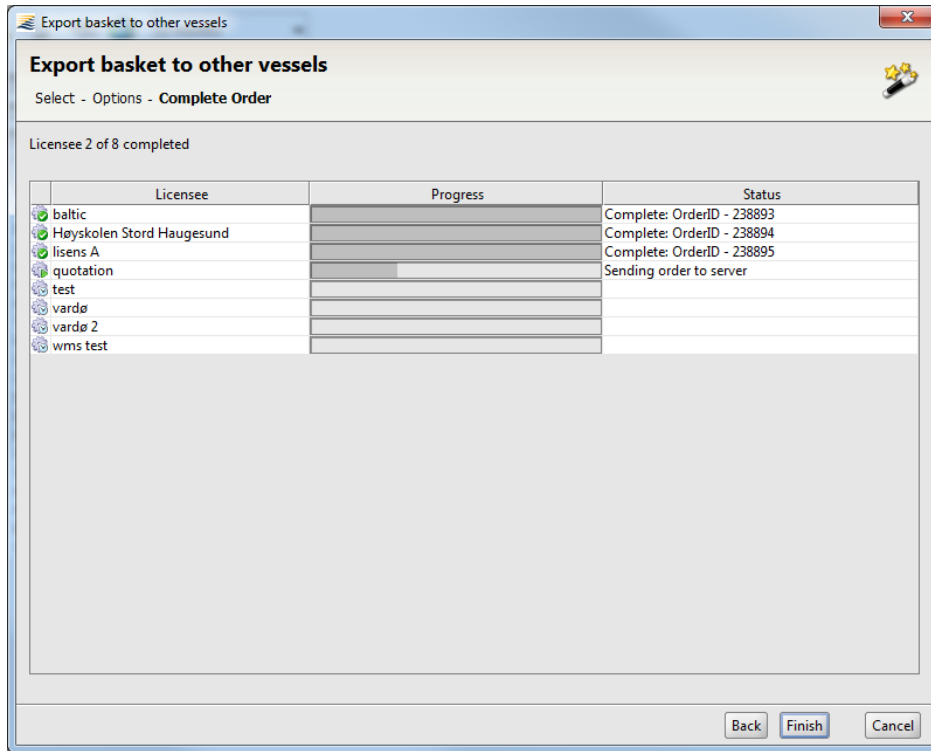 Export basket to other vessels
Export basket to other vessels
Select - Options - Complete Order
Licensee 2 of 8 completed
Licensee Progress Status
baltic Complete: OrderID - 238893
Høyskolen Stord Haugesund Complete: OrderID - 238894
lisens A Complete: OrderID - 238895
quotation Sending order to server
test
vardø
vardø 2
wms test
Back Finish Cancel